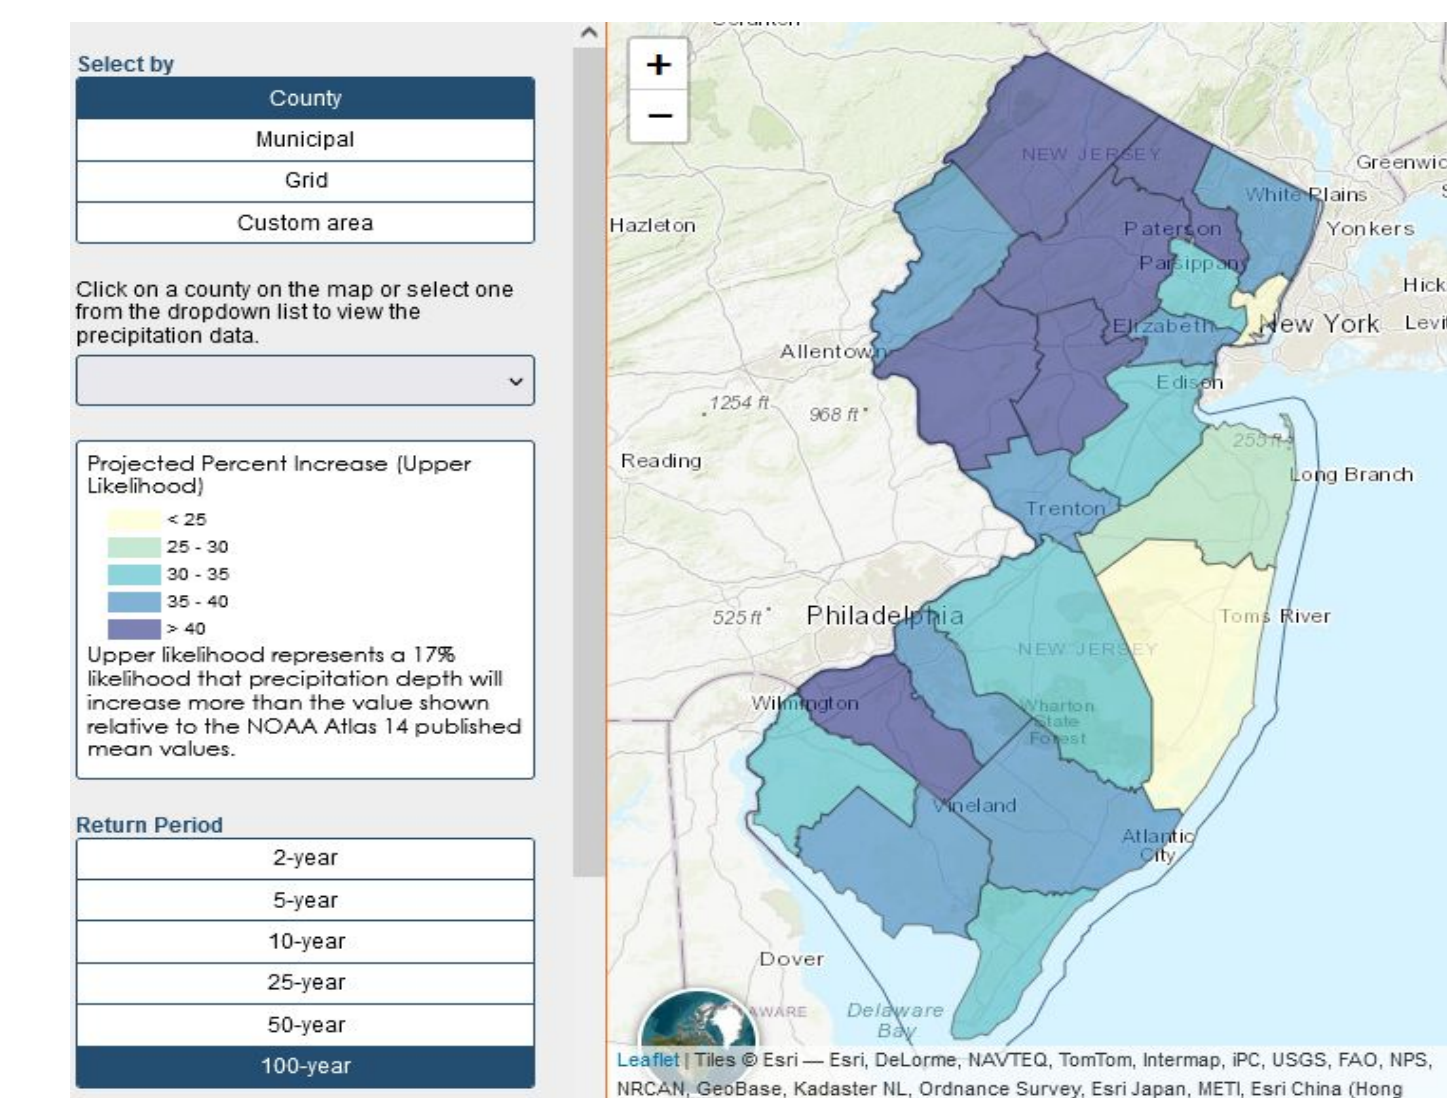 Select by
County
Municipal
Grid
Custom area
Click on a county on the map or select one
from the dropdown list to view the
precipitation data.
Projected Percent Increase (Upper
Likelihood)
< 25
25 - 30
30 - 35
35 - 40
> 40
Upper likelihood represents a 17%
likelihood that precipitation depth will
increase more than the value shown
relative to the NOAA Atlas 14 published
mean values.
Return Period
2-year
5-year
10-year
25-year
50-year
100-year
+
−
NEW JERSEY
Greenwic
White Plains
Hazleton
Paterson
Yonkers
Parsippany
Hick
Elizabeth
New York
Levi
Allentown
Edison
1254 ft
968 ft
255 ft
Reading
Long Branch
Trenton
525 ft
Philadelphia
Toms River
NEW JERSEY
Wilmington
Wharton
State
Forest
Vineland
Atlantic
City
Dover
AWARE
Delaware
Bay
Leaflet | Tiles © Esri — Esri, DeLorme, NAVTEQ, TomTom, Intermap, iPC, USGS, FAO, NPS,
NRCAN, GeoBase, Kadaster NL, Ordnance Survey, Esri Japan, METI, Esri China (Hong